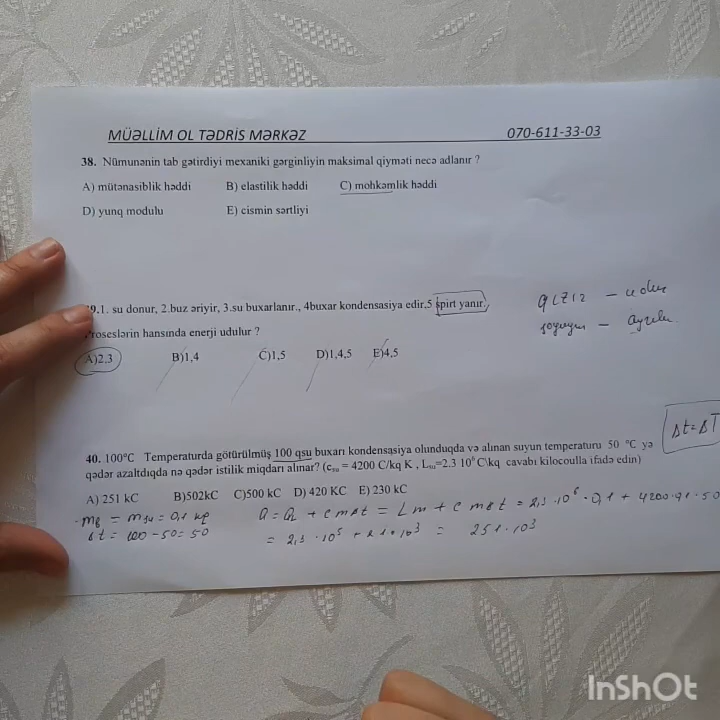 MÜƏLLİM OL TƏDRİS MƏRKƏZ 070-611-33-03
38. Nümunənin tab gətirdiyi mexaniki gərginliyin maksimal qiyməti necə adlanır ?
A) mütənasiblik həddi B) elastilik həddi C) mohkəmlik həddi
D) yunq modulu E) cismin sərtliyi
9.1. su donur, 2.buz əriyir, 3.su buxarlanır., 4buxar kondensasiya edir,5 spirt yanır.
roseslərin hansında enerji udulur ?
A)2,3 B)1,4 C)1,5 D)1,4,5 E)4,5
Δt=ΔT
40. 100°C Temperaturda götürülmüş 100 qsu buxarı kondensasiya olunduqda və alınan suyun temperaturu 50 °C yə
qədər azaltdıqda nə qədər istilik miqdarı alınar? (csu = 4200 C/kq K , Lsu=2.3 10⁶ C\kq cavabı kilocoulla ifadə edin)
A) 251 kC B)502kC C)500 kC D) 420 KC E) 230 kC
mb = msu = 0,1 kq Q = Q2 + cmΔt = Lm + cmΔt = 2,3 · 10⁶ · 0,1 + 4200·0,1·50
Δt = 100 - 50 = 50 = 2,3 · 10⁵ + 21·10³ = 251·10³
InShOt